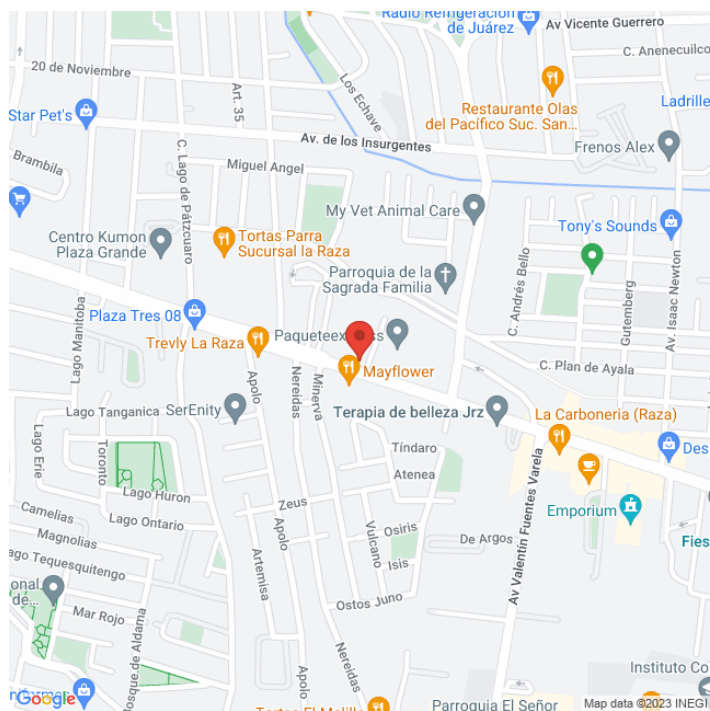 Radio Refrigeración
de Juárez
Av Vicente Guerrero
C. Anenecuilco
20 de Noviembre
Los Echave
Restaurante Olas
del Pacífico Suc. San...
Art. 35
Star Pet's
C. Lago de Pátzcuaro
Av. de los Insurgentes
Frenos Alex
Brambila
Miguel Angel
My Vet Animal Care
Tony's Sounds
Centro Kumon
Plaza Grande
Tortas Parra
Sucursal la Raza
Parroquia de la
Sagrada Familia
C. Andrés Bello
Gutemberg
Av. Isaac Newton
Lago Manitoba
Plaza Tres 08
Trevly La Raza
Mayflower
C. Plan de Ayala
Apolo
Nereidas
Minerva
Lago Tanganica
SerEnity
Terapia de belleza Jrz
La Carboneria (Raza)
Lago Erie
Toronto
Tíndaro
Atenea
Lago Huron
Zeus
Av Valentín Fuentes Varela
Emporium
Camelias
Lago Ontario
Apolo
Vulcano
Osiris
De Argos
Magnolias
Artemisa
Isis
Mar Rojo
Bosque de Aldama
Ostos Juno
Nereidas
Apolo
Instituto
Google
Parroquia El Señor
Map data ©2023 INEGI